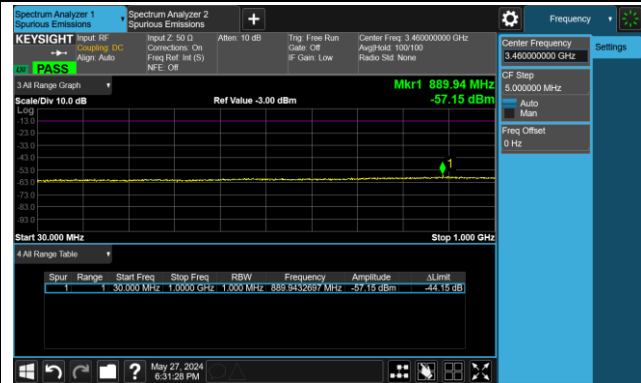 Spectrum Analyzer 1
Spurious Emissions
Spectrum Analyzer 2
Spurious Emissions
Frequency
KEYSIGHT
Input: RF
Coupling: DC
Align: Auto
Input Z: 50 Ω
Corrections: On
Freq Ref: Int (S)
NFE: Off
Atten: 10 dB
Trig: Free Run
Gate: Off
IF Gain: Low
Center Freq: 3.460000000 GHz
Avg|Hold: 100/100
Radio Std: None
PASS
Center Frequency
3.460000000 GHz
Settings
CF Step
5.000000 MHz
Auto
Man
Freq Offset
0 Hz
3 All Range Graph
Mkr1 889.94 MHz
Scale/Div 10.0 dB
Ref Value -3.00 dBm
-57.15 dBm
Log
-13.0
-23.0
-33.0
-43.0
-53.0
-63.0
-73.0
-83.0
-93.0
1
Start 30.000 MHz
Stop 1.000 GHz
4 All Range Table
Spur Range Start Freq Stop Freq RBW Frequency Amplitude ΔLimit
1 1 30.000 MHz 1.0000 GHz 1.000 MHz 889.9432697 MHz -57.15 dBm -44.15 dB
?
May 27, 2024
6:31:28 PM